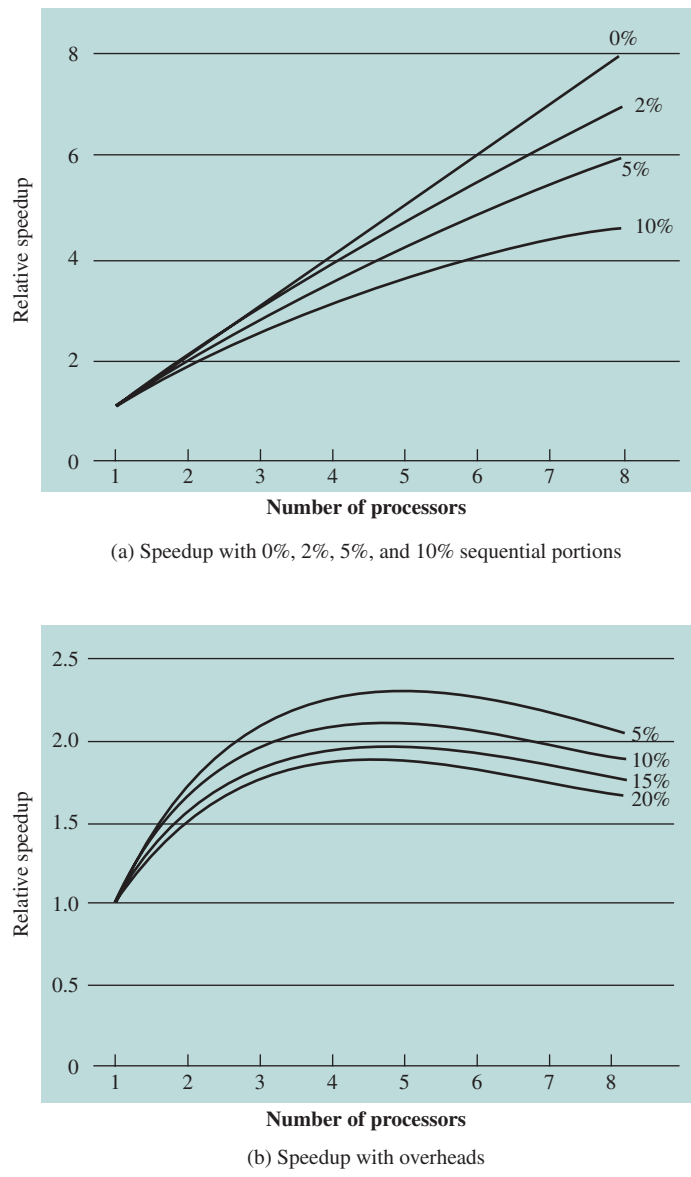 8
6
4
2
0
Relative speedup
0%
2%
5%
10%
1 2 3 4 5 6 7 8
Number of processors
(a) Speedup with 0%, 2%, 5%, and 10% sequential portions
2.5
2.0
1.5
1.0
0.5
0
Relative speedup
5%
10%
15%
20%
1 2 3 4 5 6 7 8
Number of processors
(b) Speedup with overheads